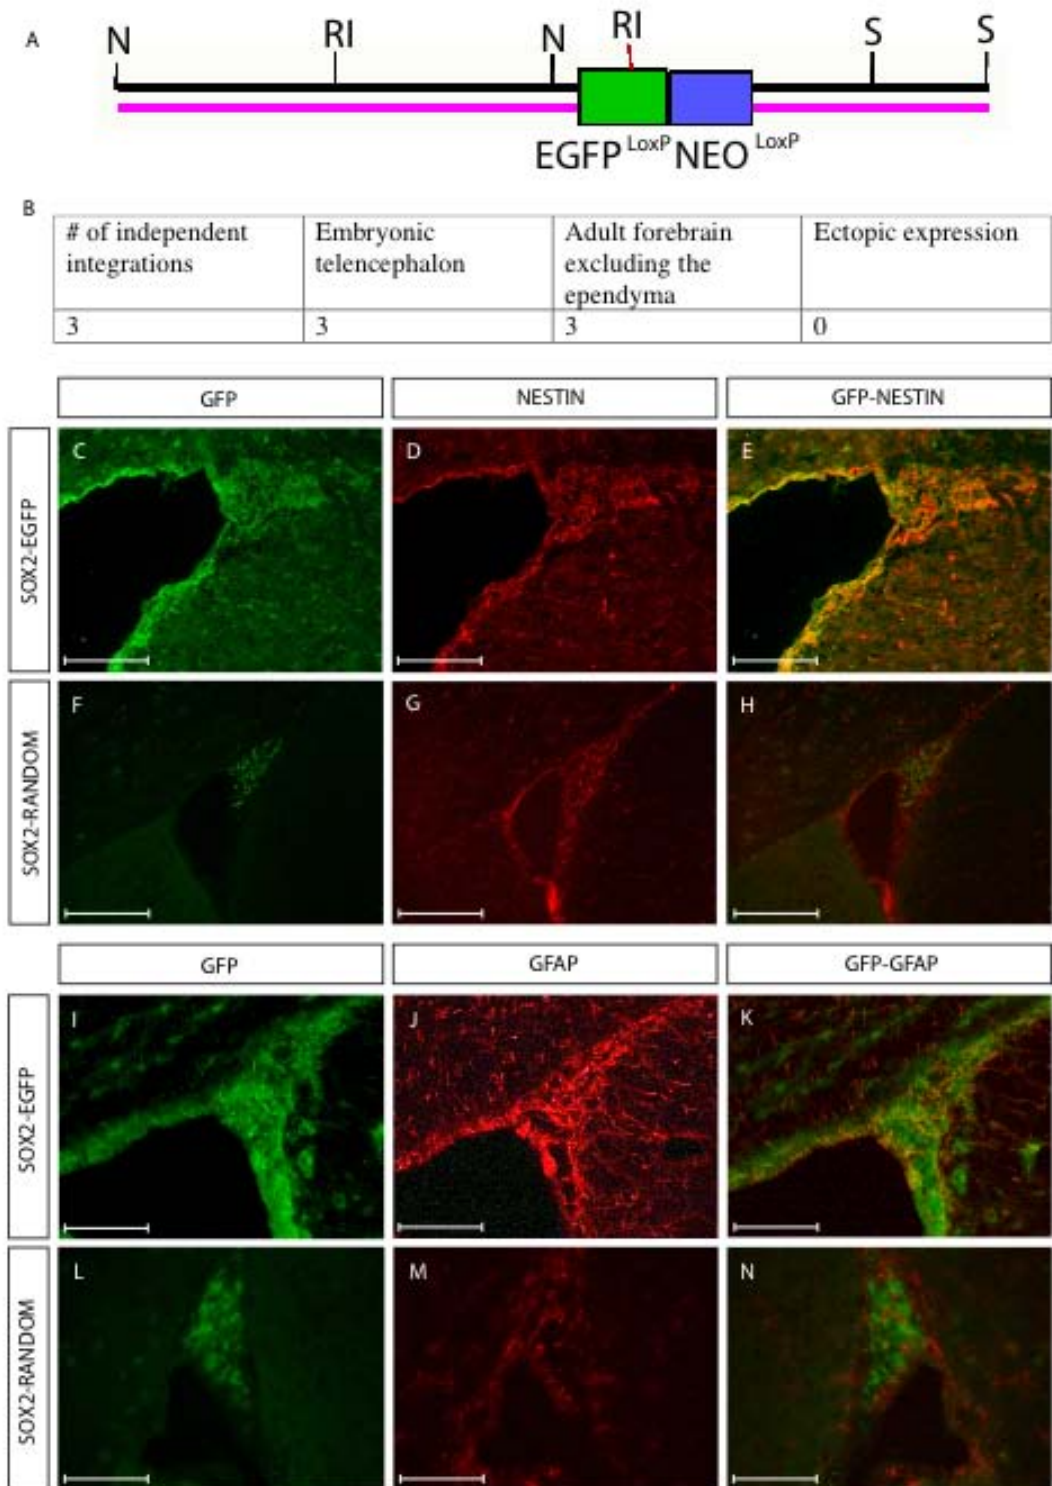 A
N RI N RI S S
EGFP LoxP NEO LoxP
B
# of independent integrations
Embryonic telencephalon
Adult forebrain excluding the ependyma
Ectopic expression
3 3 3 0
GFP NESTIN GFP-NESTIN
SOX2-EGFP
C D E
SOX2-RANDOM
F G H
GFP GFAP GFP-GFAP
SOX2-EGFP
I J K
SOX2-RANDOM
L M N